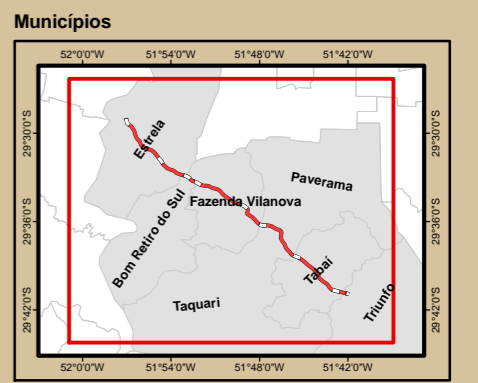 Municípios
52°0'0"W 51°54'0"W 51°48'0"W 51°42'0"W
29°30'0"S
29°36'0"S
29°42'0"S
Estrela
Paverama
Fazenda Vilanova
Bom Retiro do Sul
Tabaí
Taquari
Triunfo
29°30'0"S
29°36'0"S
29°42'0"S
52°0'0"W 51°54'0"W 51°48'0"W 51°42'0"W